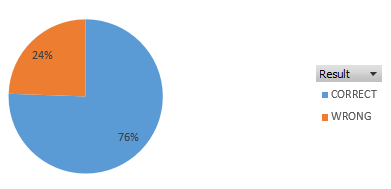 24%
76%
Result
CORRECT
WRONG